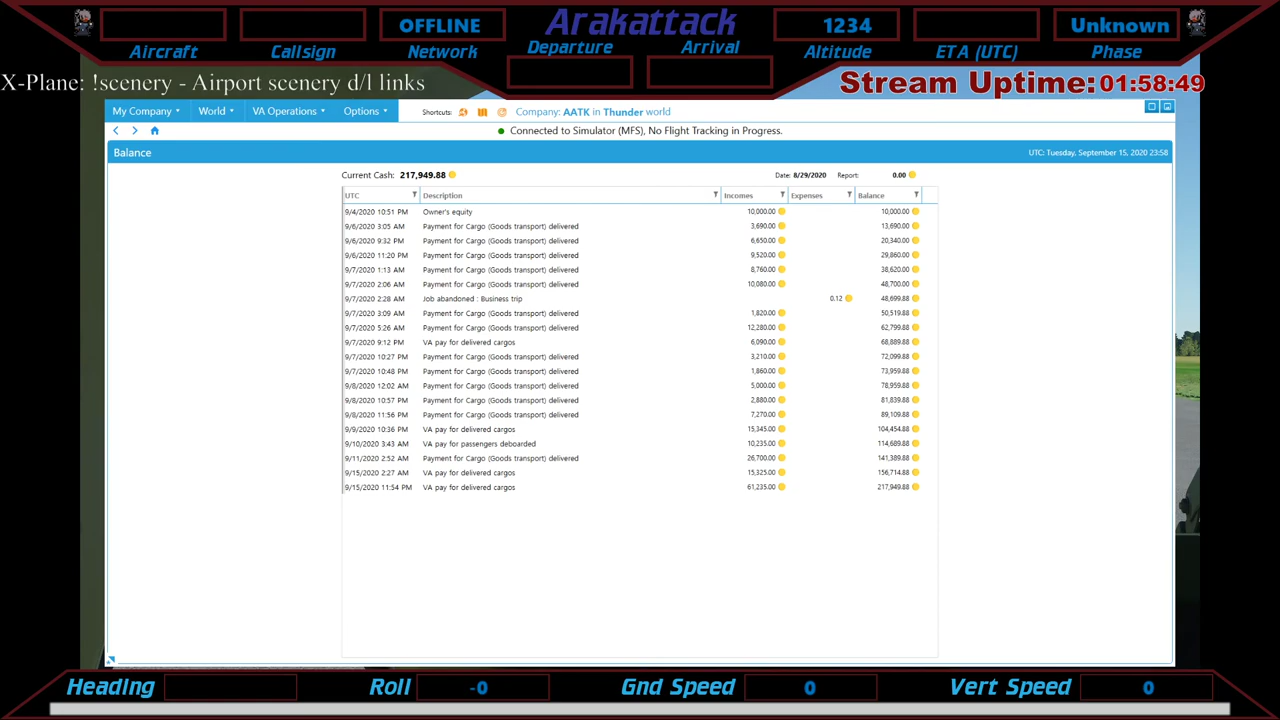 OFFLINE
Arakattack
1234
Unknown
Aircraft
Callsign
Network
Departure
Arrival
Altitude
ETA (UTC)
Phase
X-Plane: !scenery - Airport scenery d/l links
Stream Uptime: 01:58:49
My Company World VA Operations Options Shortcuts: Company: AATK in Thunder world
Connected to Simulator (MFS), No Flight Tracking in Progress.
Balance UTC: Tuesday, September 15, 2020 23:58
Current Cash: 217,949.88 Date: 8/29/2020 Report: 0.00
UTC Description Incomes Expenses Balance
9/4/2020 10:51 PM Owner's equity 10,000.00 10,000.00
9/6/2020 3:05 AM Payment for Cargo (Goods transport) delivered 3,690.00 13,690.00
9/6/2020 9:32 PM Payment for Cargo (Goods transport) delivered 6,650.00 20,340.00
9/6/2020 11:20 PM Payment for Cargo (Goods transport) delivered 9,520.00 29,860.00
9/7/2020 1:13 AM Payment for Cargo (Goods transport) delivered 8,760.00 38,620.00
9/7/2020 2:06 AM Payment for Cargo (Goods transport) delivered 10,080.00 48,700.00
9/7/2020 2:28 AM Job abandoned : Business trip 0.12 48,699.88
9/7/2020 3:09 AM Payment for Cargo (Goods transport) delivered 1,820.00 50,519.88
9/7/2020 5:26 AM Payment for Cargo (Goods transport) delivered 12,280.00 62,799.88
9/7/2020 9:12 PM VA pay for delivered cargos 6,090.00 68,889.88
9/7/2020 10:27 PM Payment for Cargo (Goods transport) delivered 3,210.00 72,099.88
9/7/2020 10:48 PM Payment for Cargo (Goods transport) delivered 1,860.00 73,959.88
9/8/2020 12:02 AM Payment for Cargo (Goods transport) delivered 5,000.00 78,959.88
9/8/2020 10:57 PM Payment for Cargo (Goods transport) delivered 2,880.00 81,839.88
9/8/2020 11:56 PM Payment for Cargo (Goods transport) delivered 7,270.00 89,109.88
9/9/2020 10:36 PM VA pay for delivered cargos 15,345.00 104,454.88
9/10/2020 3:43 AM VA pay for passengers deboarded 10,235.00 114,689.88
9/11/2020 2:52 AM Payment for Cargo (Goods transport) delivered 26,700.00 141,389.88
9/15/2020 2:27 AM VA pay for delivered cargos 15,325.00 156,714.88
9/15/2020 11:54 PM VA pay for delivered cargos 61,235.00 217,949.88
Heading Roll -0 Gnd Speed 0 Vert Speed 0